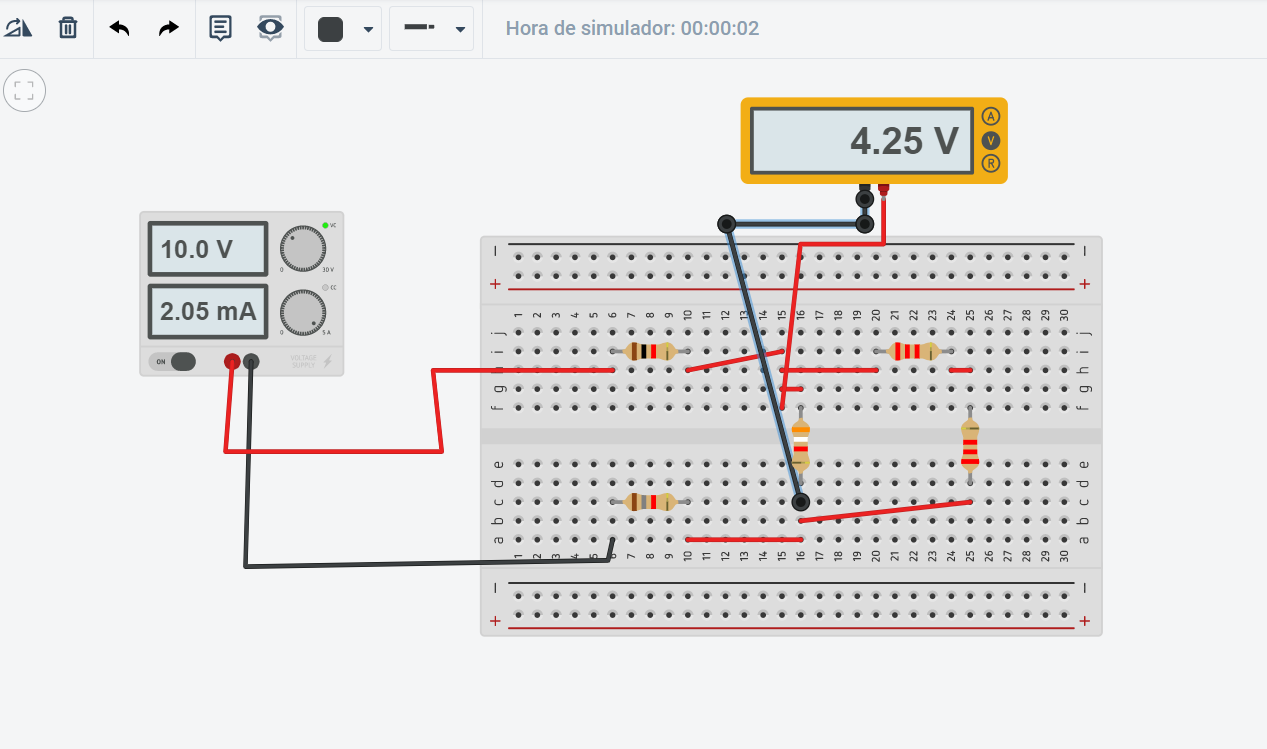 Hora de simulador: 00:00:02
4.25 V
A
V
R
10.0 V
VC
0 30 V
2.05 mA
CC
0 5 A
ON
VOLTAGE
SUPPLY
— —
+ +
1 2 3 4 5 6 7 8 9 10 11 12 13 14 15 16 17 18 19 20 21 22 23 24 25 26 27 28 29 30
j j
i i
h h
g g
f f
e e
d d
c c
b b
a a
1 2 3 4 5 6 7 8 9 10 11 12 13 14 15 16 17 18 19 20 21 22 23 24 25 26 27 28 29 30
— —
+ +